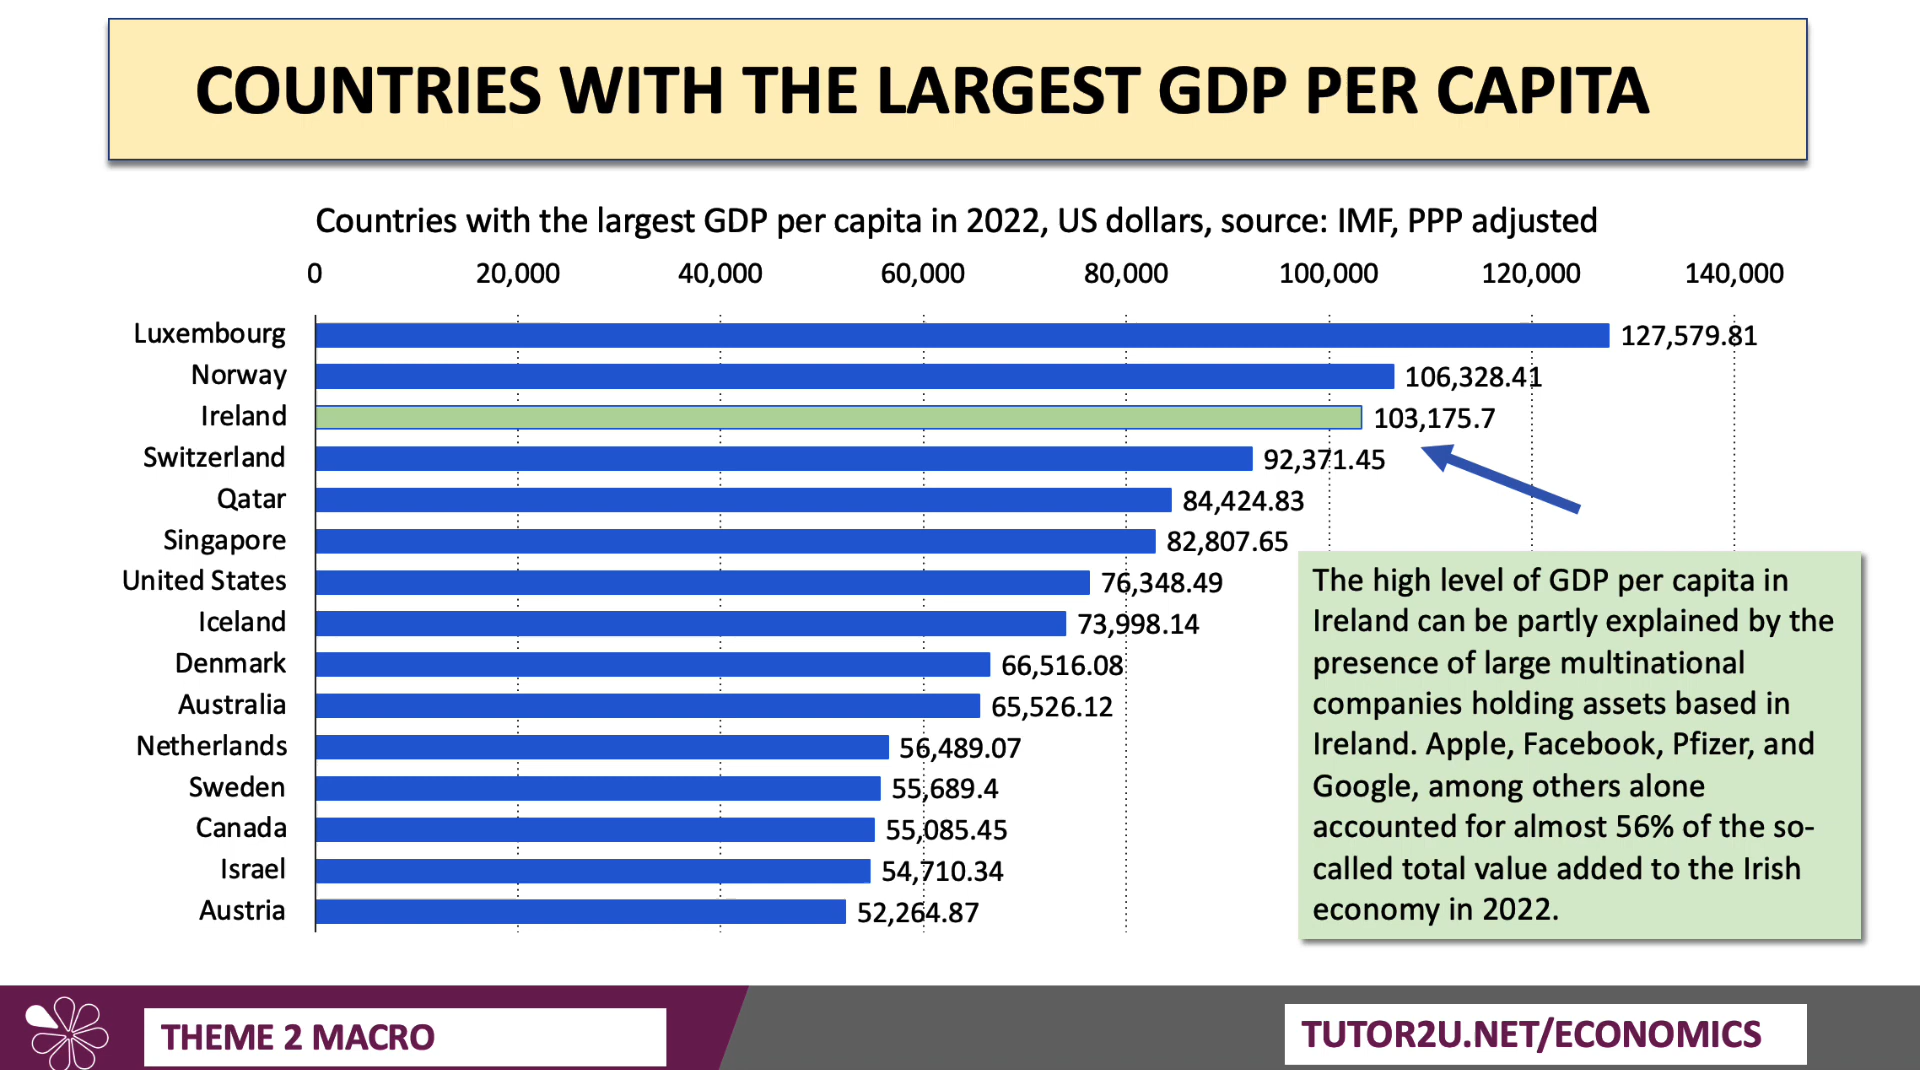 COUNTRIES WITH THE LARGEST GDP PER CAPITA
Countries with the largest GDP per capita in 2022, US dollars, source: IMF, PPP adjusted
0 20,000 40,000 60,000 80,000 100,000 120,000 140,000
Luxembourg 127,579.81
Norway 106,328.41
Ireland 103,175.7
Switzerland 92,371.45
Qatar 84,424.83
Singapore 82,807.65
United States 76,348.49
Iceland 73,998.14
Denmark 66,516.08
Australia 65,526.12
Netherlands 56,489.07
Sweden 55,689.4
Canada 55,085.45
Israel 54,710.34
Austria 52,264.87
The high level of GDP per capita in
Ireland can be partly explained by the
presence of large multinational
companies holding assets based in
Ireland. Apple, Facebook, Pfizer, and
Google, among others alone
accounted for almost 56% of the so-
called total value added to the Irish
economy in 2022.
THEME 2 MACRO
TUTOR2U.NET/ECONOMICS